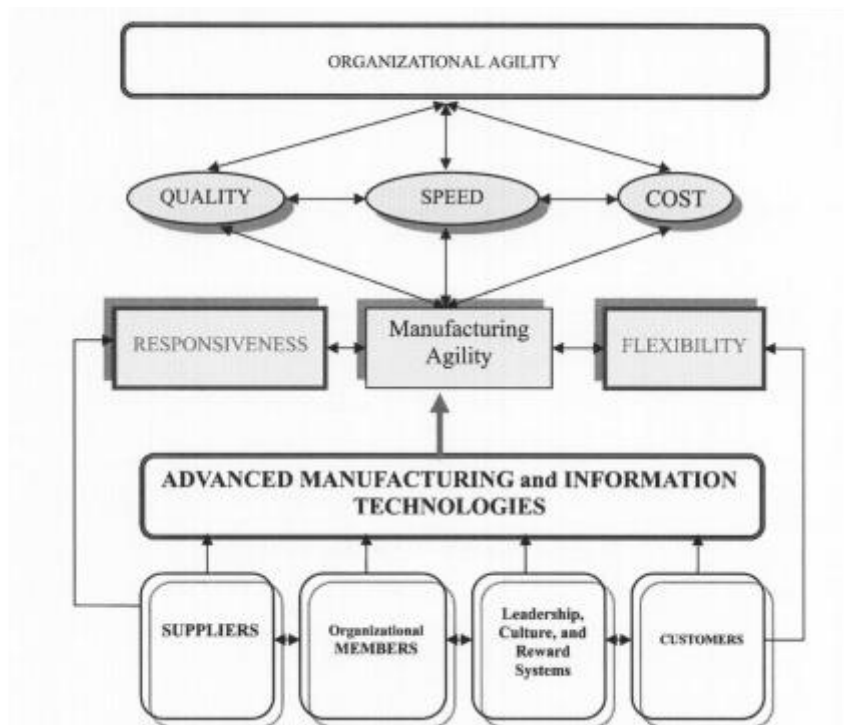 ORGANIZATIONAL AGILITY
QUALITY
SPEED
COST
RESPONSIVENESS
Manufacturing
Agility
FLEXIBILITY
ADVANCED MANUFACTURING and INFORMATION
TECHNOLOGIES
SUPPLIERS
Organizational
MEMBERS
Leadership,
Culture, and
Reward
Systems
CUSTOMERS